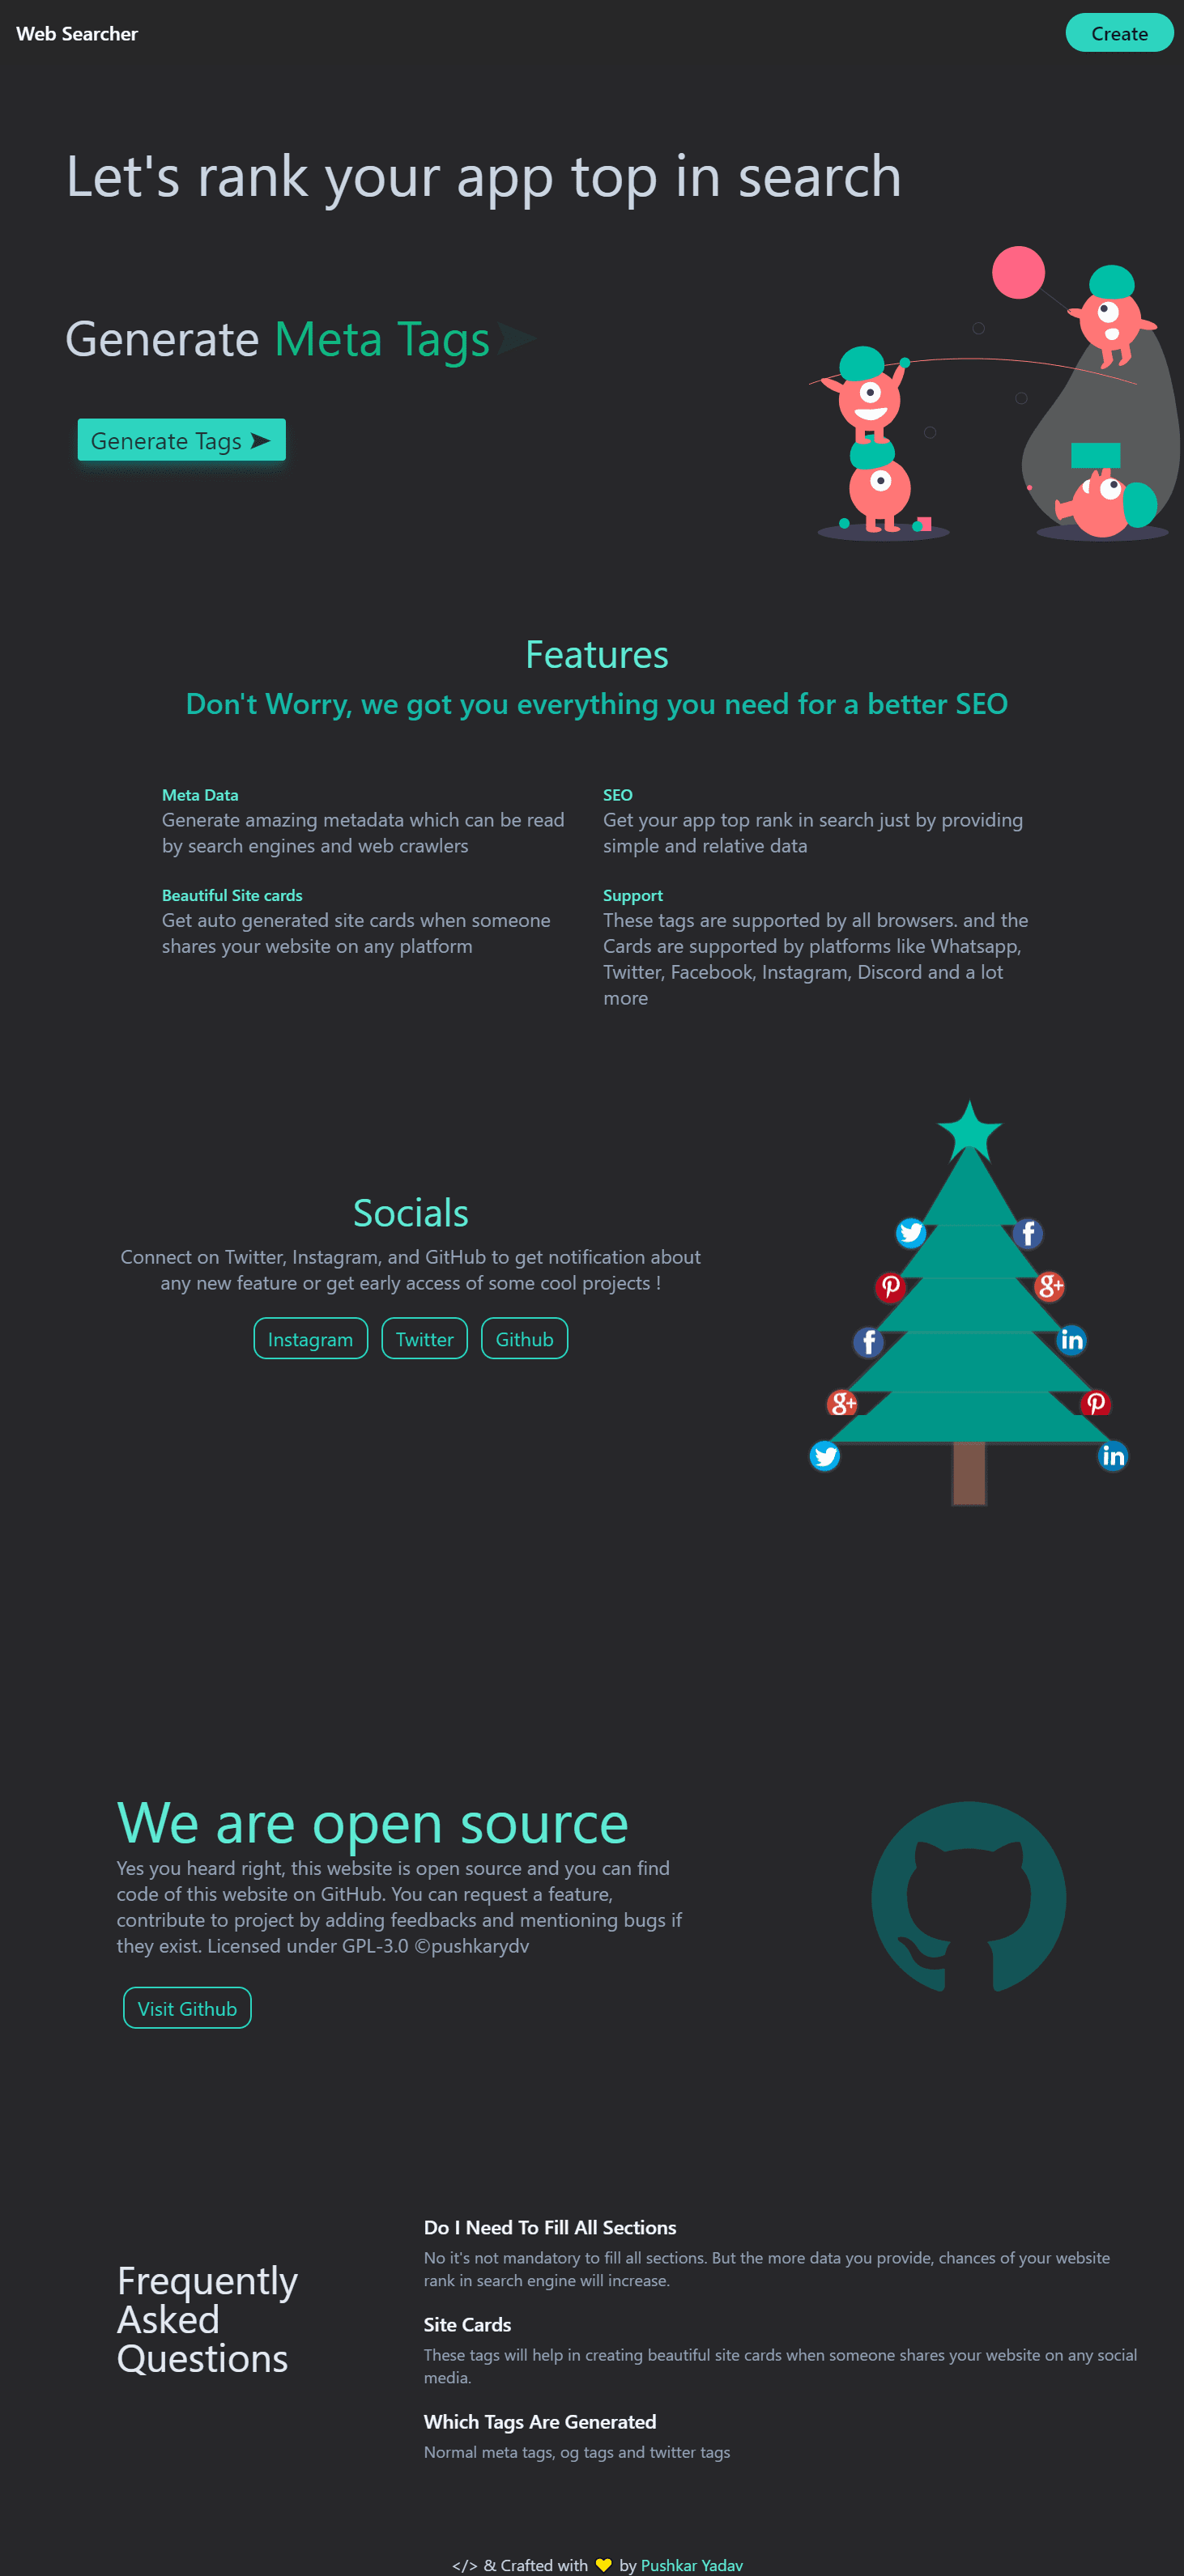 Web Searcher
Create
Let's rank your app top in search
Generate Meta Tags
Generate Tags ➤
Features
Don't Worry, we got you everything you need for a better SEO
Meta Data
Generate amazing metadata which can be read
by search engines and web crawlers
SEO
Get your app top rank in search just by providing
simple and relative data
Beautiful Site cards
Get auto generated site cards when someone
shares your website on any platform
Support
These tags are supported by all browsers. and the
Cards are supported by platforms like Whatsapp,
Twitter, Facebook, Instagram, Discord and a lot
more
Socials
Connect on Twitter, Instagram, and GitHub to get notification about
any new feature or get early access of some cool projects !
Instagram
Twitter
Github
We are open source
Yes you heard right, this website is open source and you can find
code of this website on GitHub. You can request a feature,
contribute to project by adding feedbacks and mentioning bugs if
they exist. Licensed under GPL-3.0 ©pushkarydv
Visit Github
Frequently
Asked
Questions
Do I Need To Fill All Sections
No it's not mandatory to fill all sections. But the more data you provide, chances of your website
rank in search engine will increase.
Site Cards
These tags will help in creating beautiful site cards when someone shares your website on any social
media.
Which Tags Are Generated
Normal meta tags, og tags and twitter tags
</> & Crafted with 💛 by Pushkar Yadav